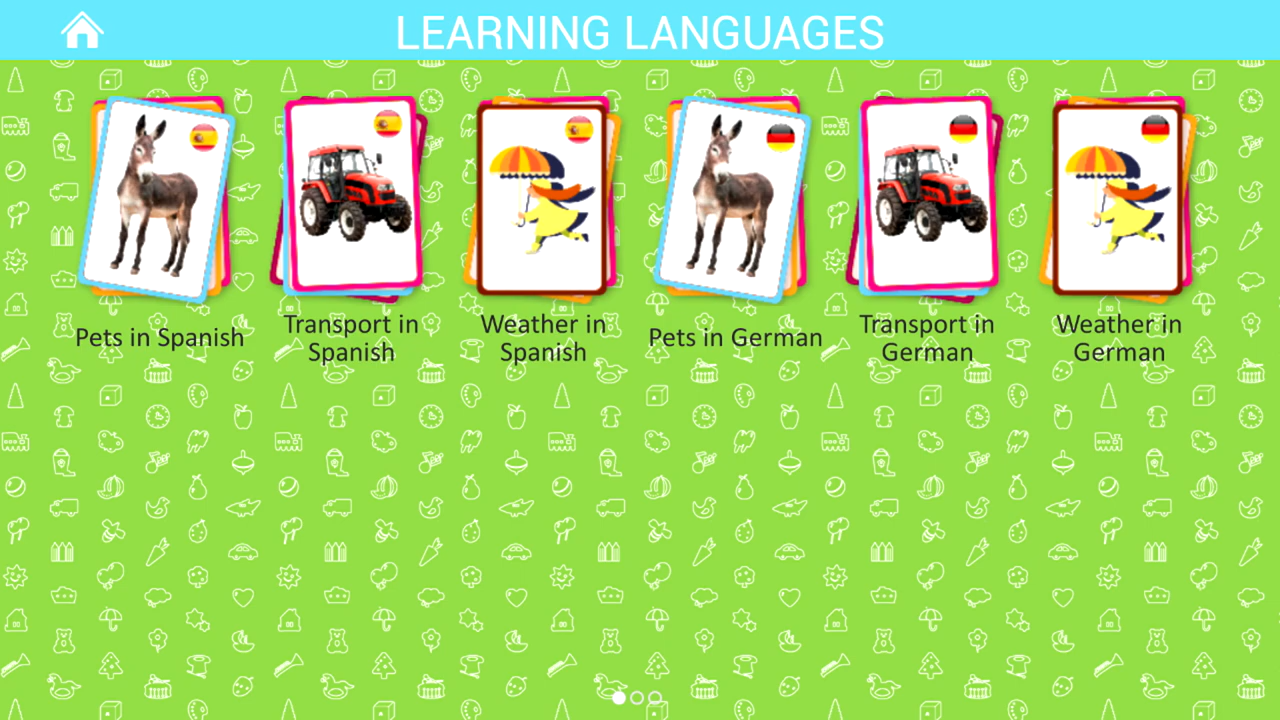 LEARNING LANGUAGES
Pets in Spanish
Transport in
Spanish
Weather in
Spanish
Pets in German
Transport in
German
Weather in
German